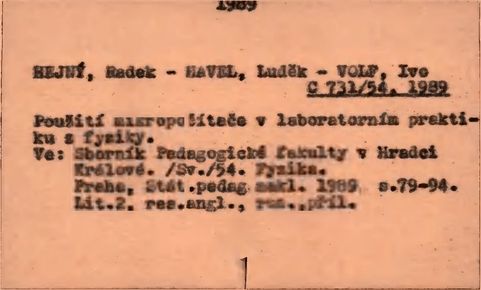 1989
HEJNÝ, Radek - HAVEL, Luděk - VOLF, Ivo
C 731/54. 1989
Použití mikropočítače v laboratorním prakti-
ku z fysiky.
Ve: Sborník Pedagogické fakulty v Hradci
Králové. /Sv./54. Fyzika.
Praha, Stát.pedag nakl. 1989 s.79-94.
Lit.2, res.angl., rus.,příl.